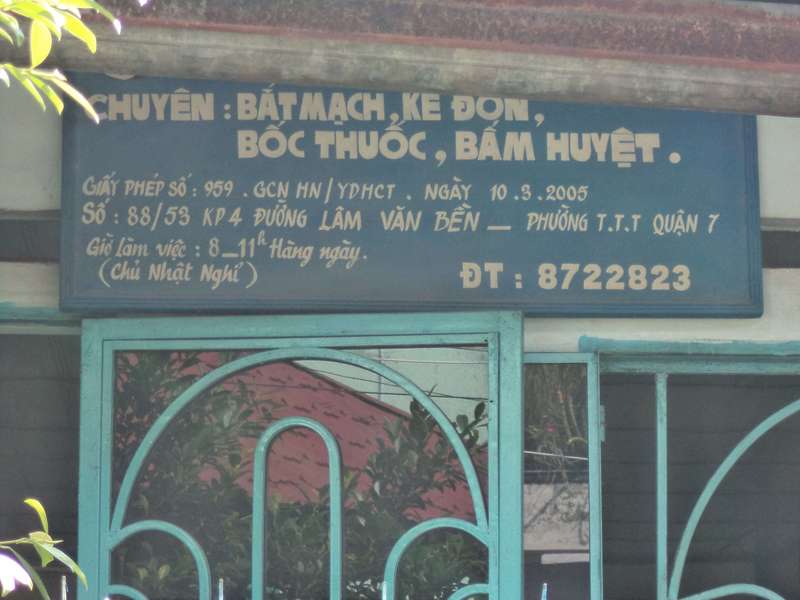 CHUYÊN : BẮT MẠCH, KÊ ĐƠN,
BỐC THUỐC, BẤM HUYỆT.
GIẤY PHÉP SỐ : 959 . GCN HN/YDHCT . NGÀY 10.3.2005
SỐ : 88/53 KP4 ĐƯỜNG LÂM VĂN BỀN – PHƯỜNG T.T.T QUẬN 7
Giờ làm việc : 8_11h Hàng ngày.
(Chủ Nhật Nghỉ)
ĐT : 8722823